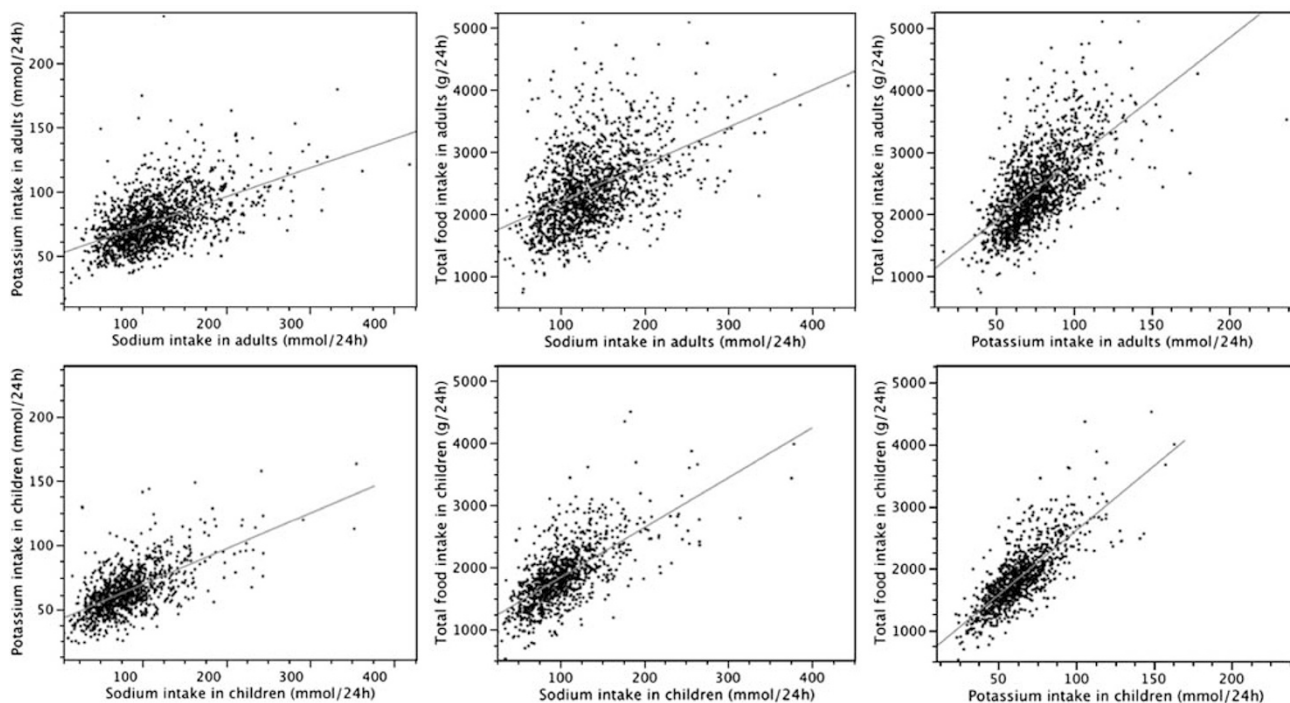 Potassium intake in adults (mmol/24h)
200
150
100
50
100 200 300 400
Sodium intake in adults (mmol/24h)
Total food intake in adults (g/24h)
5000
4000
3000
2000
1000
100 200 300 400
Sodium intake in adults (mmol/24h)
Total food intake in adults (g/24h)
5000
4000
3000
2000
1000
50 100 150 200
Potassium intake in adults (mmol/24h)
Potassium intake in children (mmol/24h)
200
150
100
50
100 200 300 400
Sodium intake in children (mmol/24h)
Total food intake in children (g/24h)
5000
4000
3000
2000
1000
100 200 300 400
Sodium intake in children (mmol/24h)
Total food intake in children (g/24g)
5000
4000
3000
2000
1000
50 100 150 200
Potassium intake in children (mmol/24h)